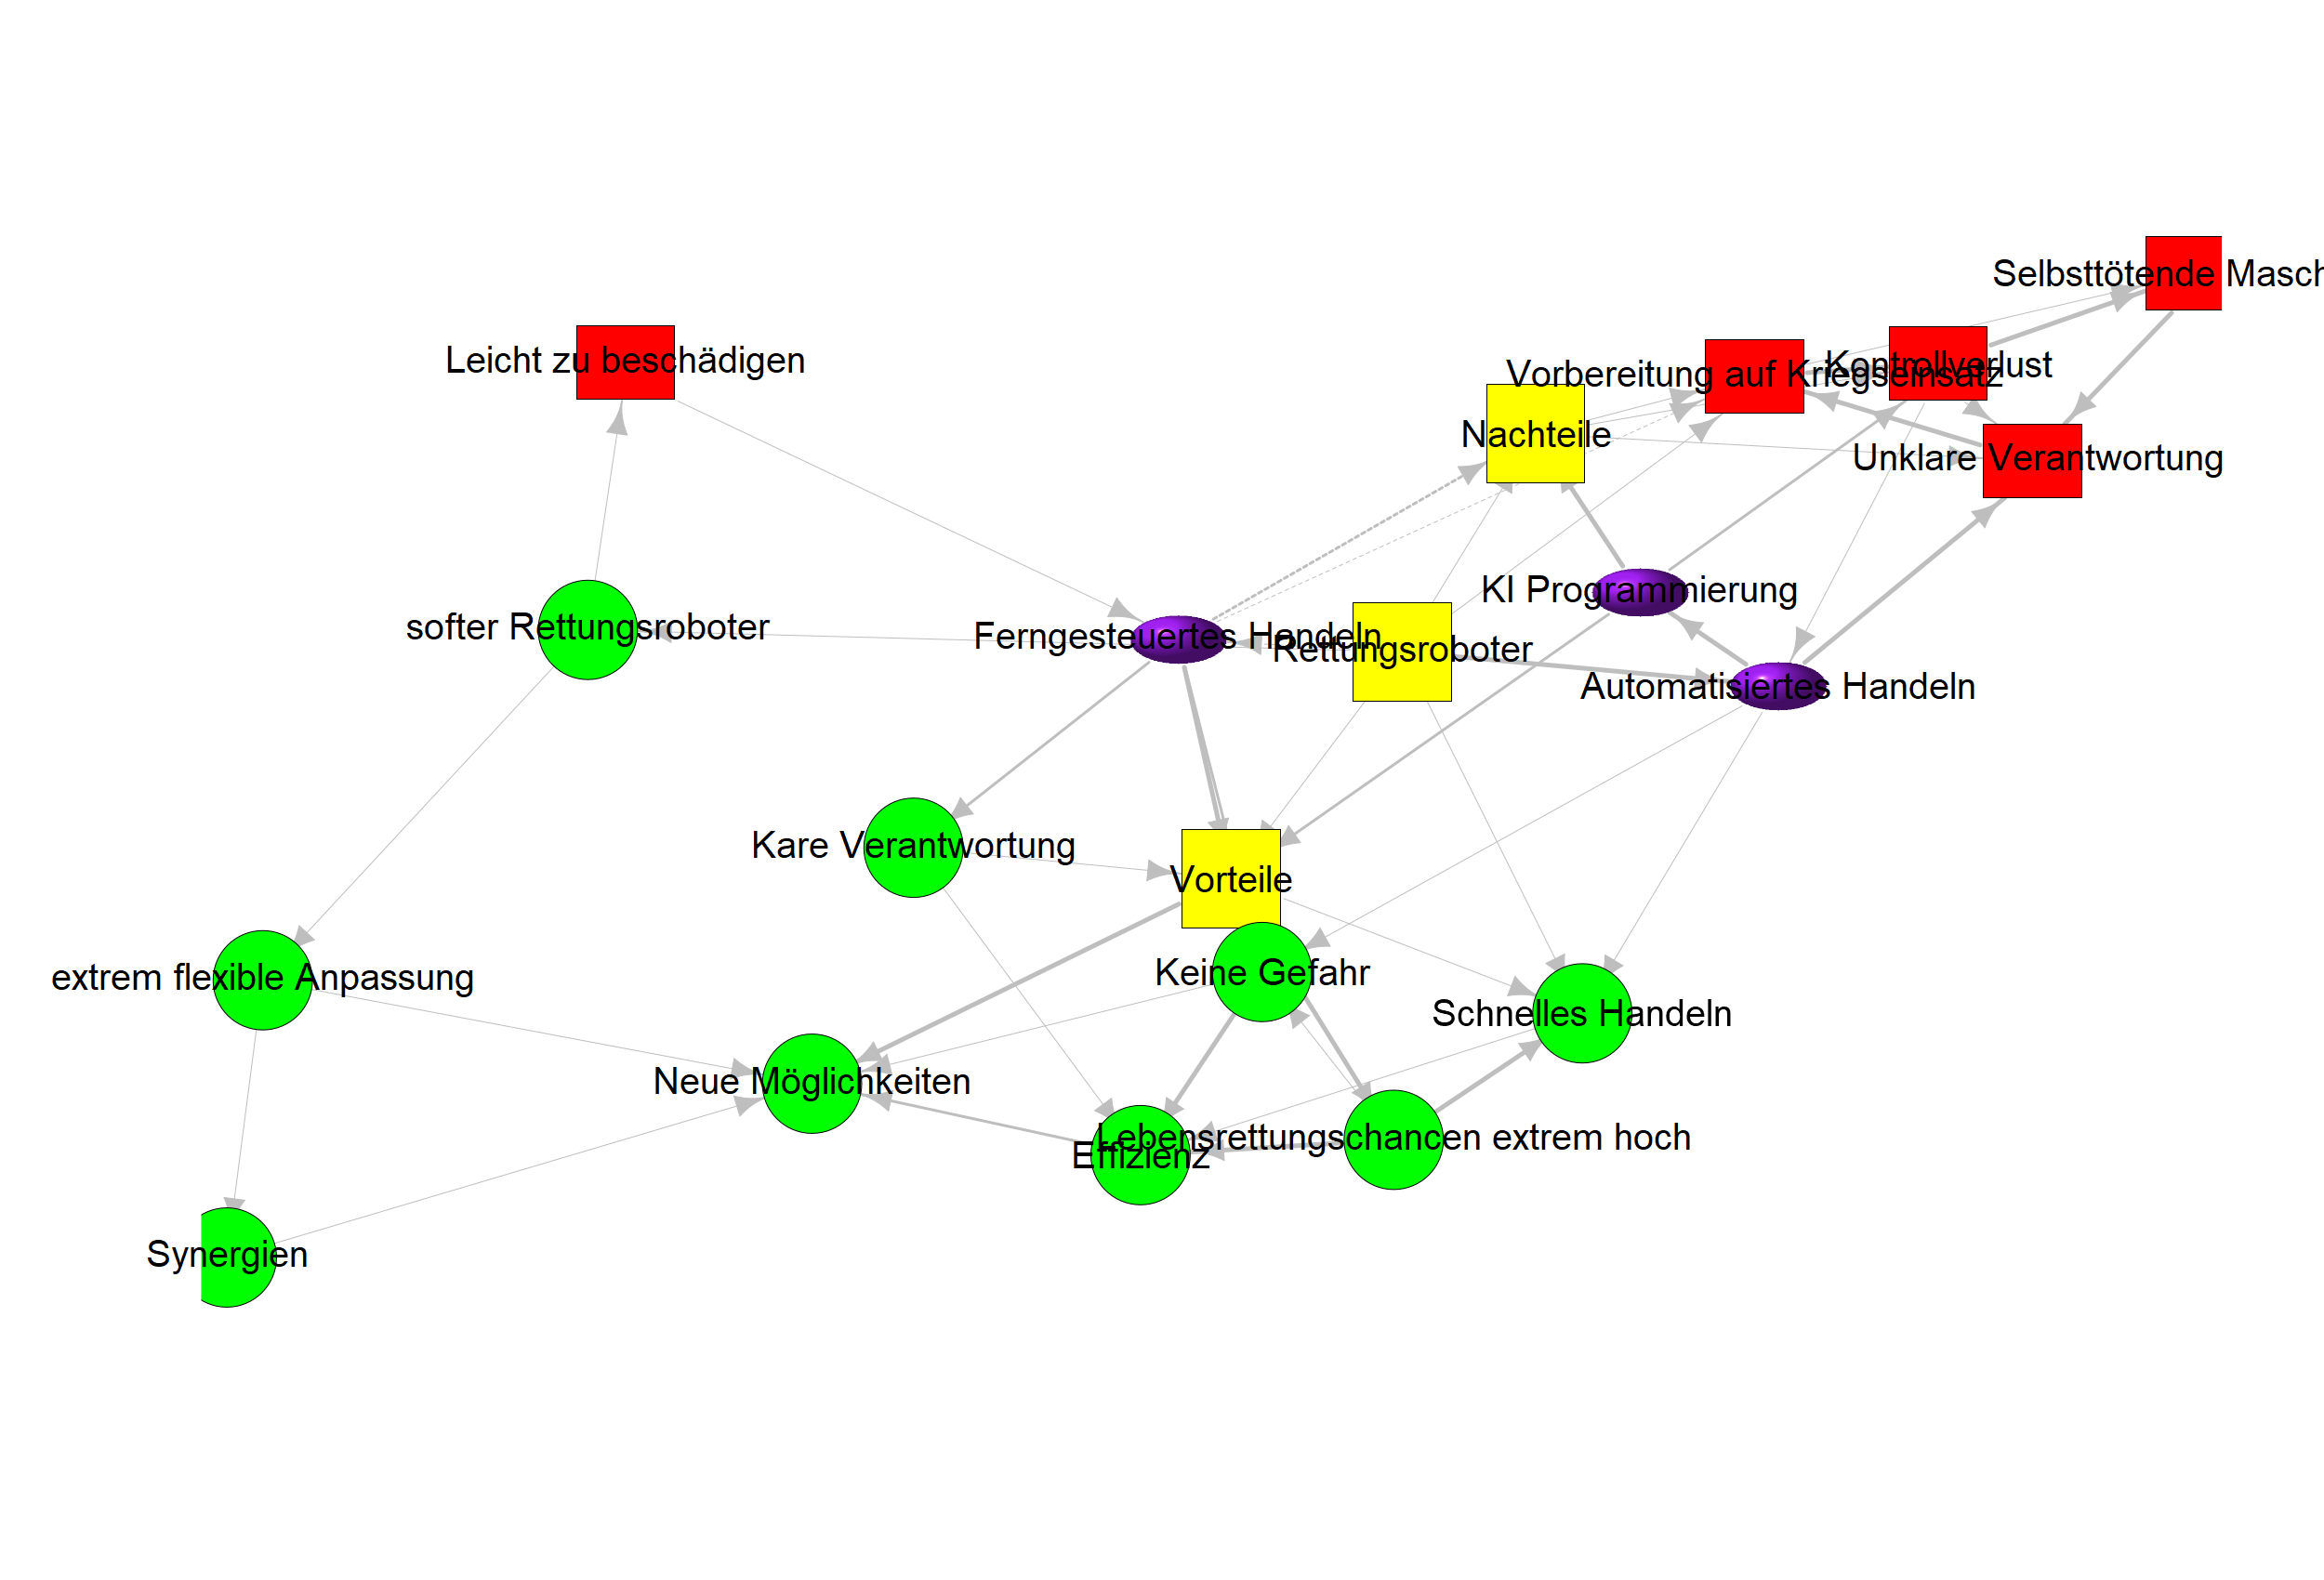 Selbsttötende Masch
Leicht zu beschädigen
Kontrollverlust
Vorbereitung auf Kriegseinsatz
Nachteile
Unklare Verantwortung
KI Programmierung
softer Rettungsroboter
Ferngesteuertes Handeln
Rettungsroboter
Automatisiertes Handeln
Kare Verantwortung
Vorteile
extrem flexible Anpassung
Keine Gefahr
Schnelles Handeln
Neue Möglichkeiten
Lebensrettungschancen extrem hoch
Effizienz
Synergien